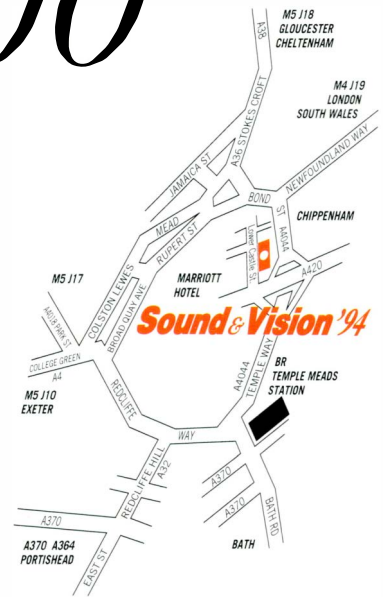 M5 J18
GLOUCESTER
CHELTENHAM
A38
M4 J19
LONDON
SOUTH WALES
A36 STOKES CROFT
JAMAICA ST
NEWFOUNDLAND WAY
BOND
ST A4044
CHIPPENHAM
MEAD
RUPERT ST
Lower Castle St.
A420
M5 J17
COLSTON LEWES
BROAD QUAY AVE
MARRIOTT
HOTEL
Sound & Vision '94
A4018 PARK ST
COLLEGE GREEN
A4
A4044
TEMPLE WAY
BR
TEMPLE MEADS
STATION
M5 J10
EXETER
REDCLIFFE
WAY
REDCLIFFE HILL
A32
A370
A370
A370
BATH RD
A370 A364
PORTISHEAD
EAST ST
BATH